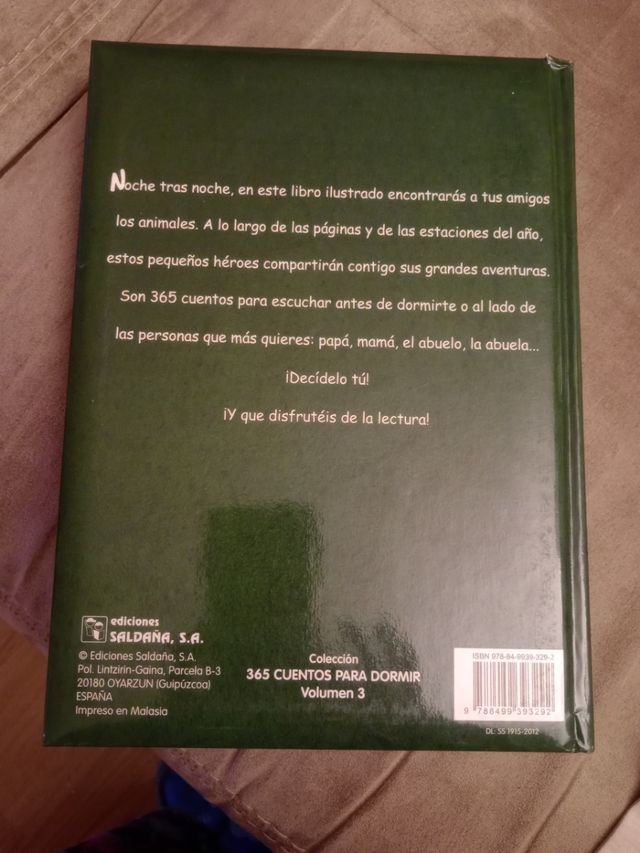 Noche tras noche, en este libro ilustrado encontrarás a tus amigos
los animales. A lo largo de las páginas y de las estaciones del año,
estos pequeños héroes compartirán contigo sus grandes aventuras.
Son 365 cuentos para escuchar antes de dormirte o al lado de
las personas que más quieres: papá, mamá, el abuelo, la abuela...
¡Decídelo tú!
¡Y que disfrutéis de la lectura!
ediciones
SALDAÑA, S.A.
© Ediciones Saldaña, S.A.
Pol. Lintzirin-Gaina, Parcela B-3
20180 OYARZUN (Guipúzcoa)
ESPAÑA
Impreso en Malasia
Colección
365 CUENTOS PARA DORMIR
Volumen 3
ISBN 978-84-9939-329-2
9 788499 393292
DL: SS 1915-2012